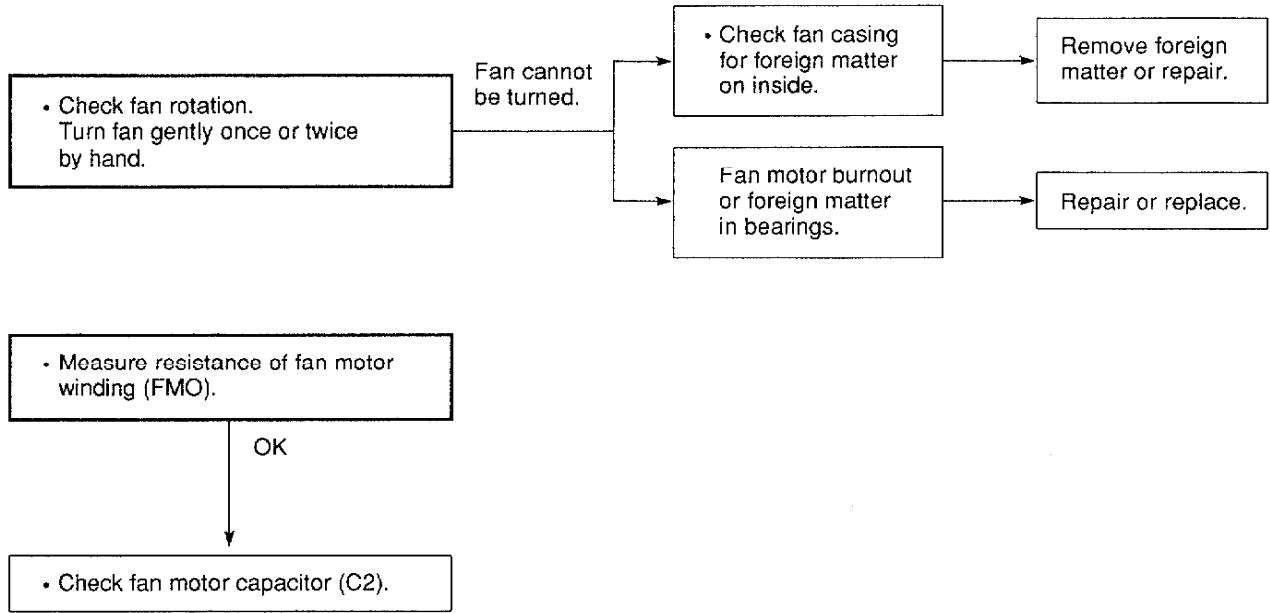 • Check fan rotation.
Turn fan gently once or twice
by hand.
Fan cannot
be turned.
• Check fan casing
for foreign matter
on inside.
Remove foreign
matter or repair.
Fan motor burnout
or foreign matter
in bearings.
Repair or replace.
• Measure resistance of fan motor
winding (FMO).
OK
• Check fan motor capacitor (C2).